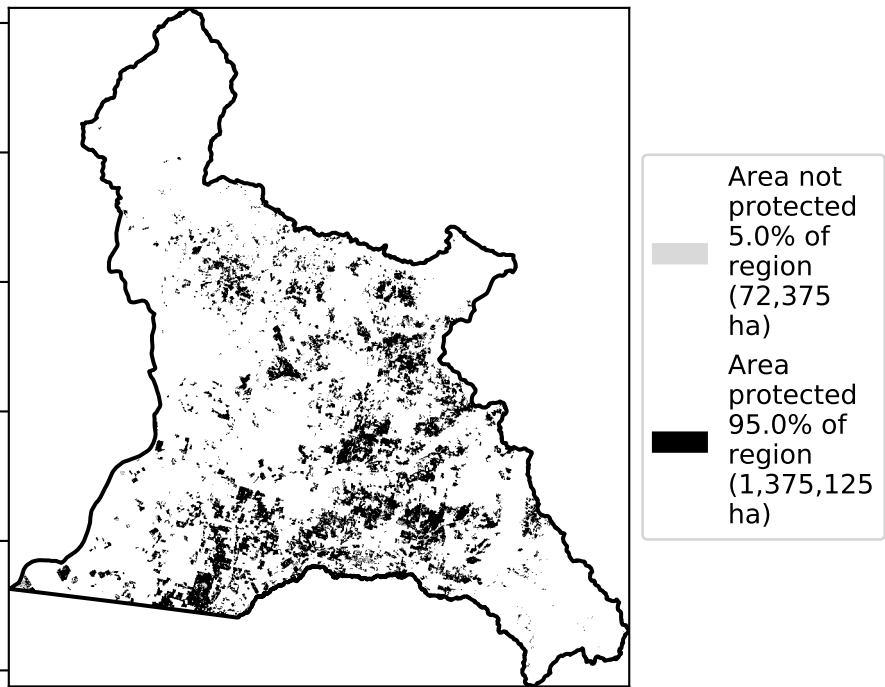 Area not
protected
5.0% of
region
(72,375
ha)
Area
protected
95.0% of
region
(1,375,125
ha)